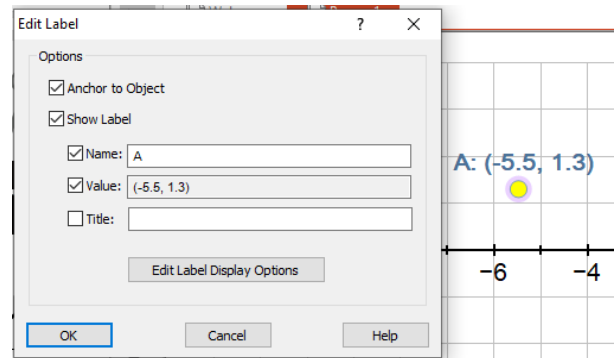 Edit Label
?
Options
Anchor to Object
Show Label
Name: A
Value: (-5.5, 1.3)
Title:
Edit Label Display Options
OK Cancel Help
A: (-5.5, 1.3)
−6 −4